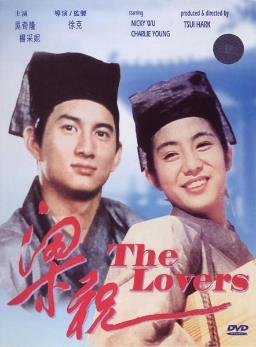 主演
吳奇隆
楊采妮
導演/監製
徐克
starring
NICKY WU
CHARLIE YOUNG
produced & directed by
TSUI HARK
梁祝
The
Lovers
DVD